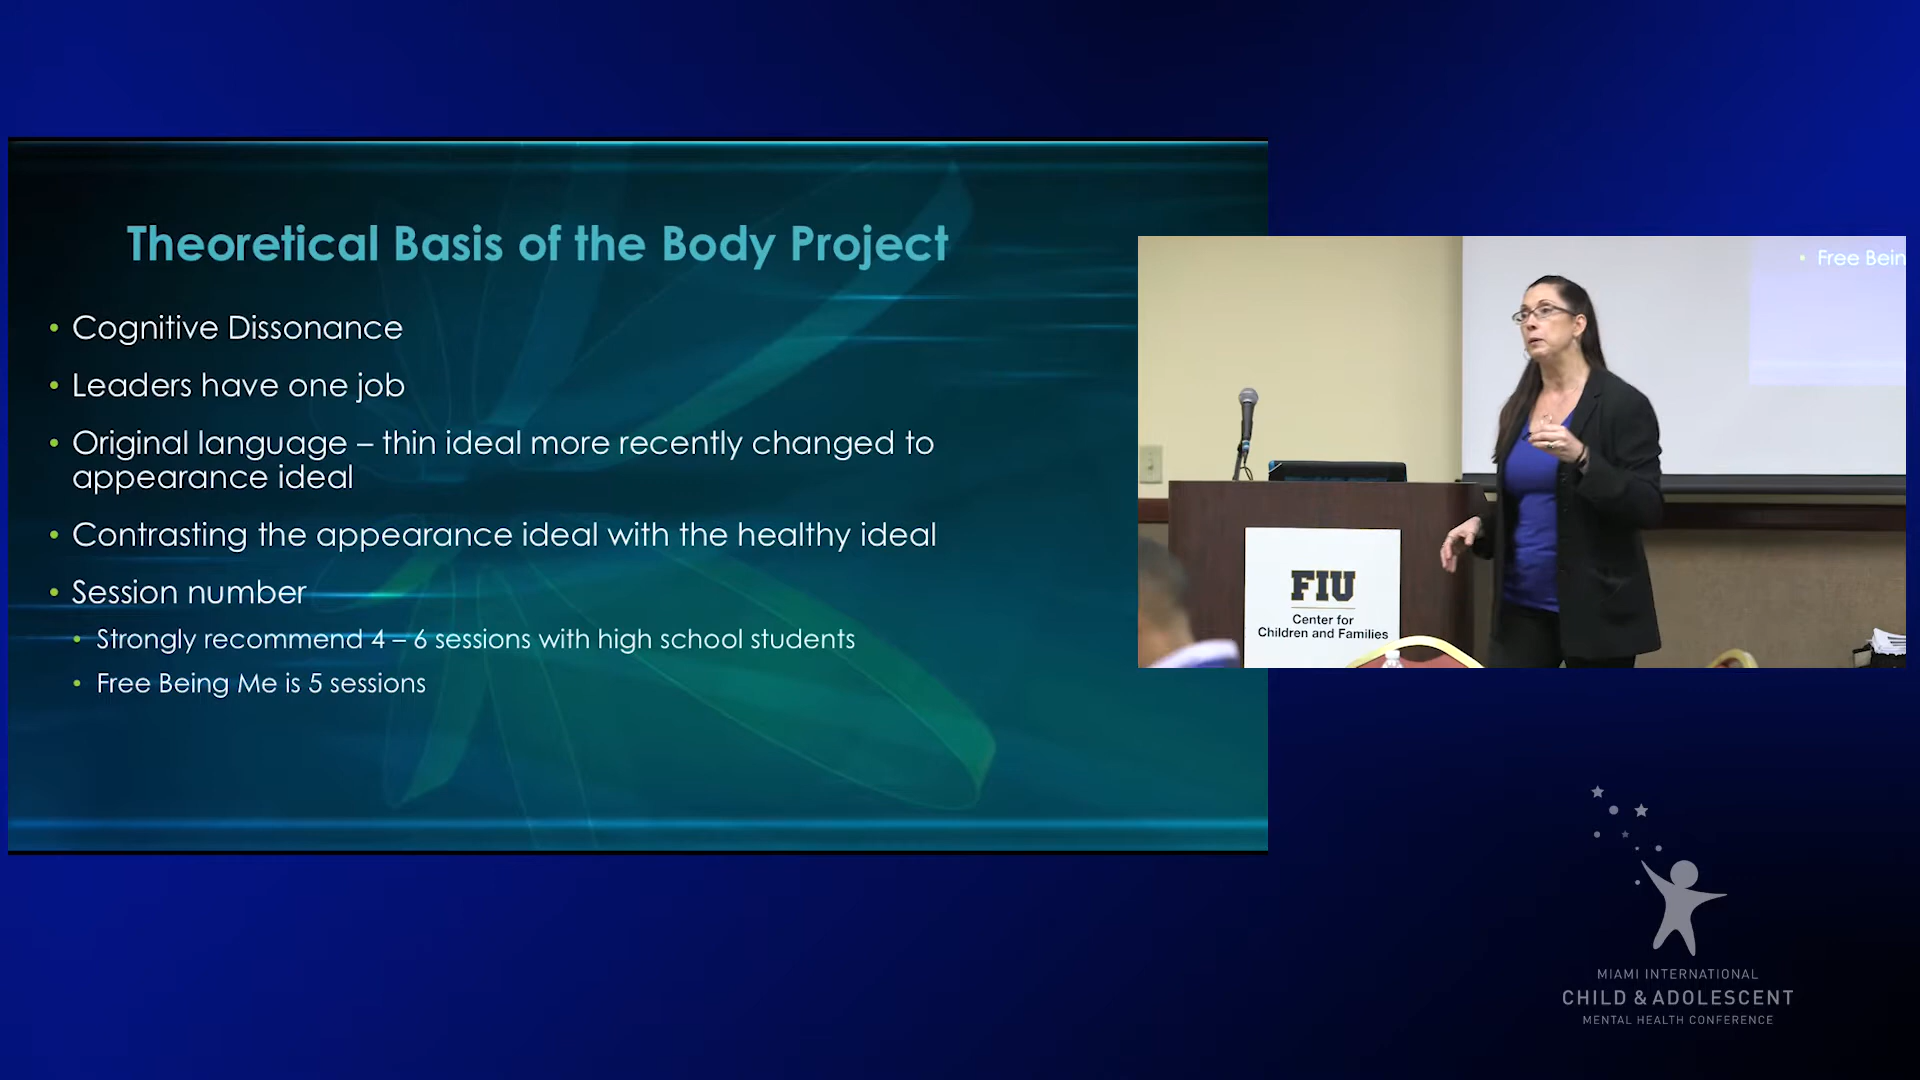 Theoretical Basis of the Body Project
• Cognitive Dissonance
• Leaders have one job
• Original language – thin ideal more recently changed to
appearance ideal
• Contrasting the appearance ideal with the healthy ideal
• Session number
• Strongly recommend 4 – 6 sessions with high school students
• Free Being Me is 5 sessions
• Free Bein
FIU
Center for
Children and Families
MIAMI INTERNATIONAL
CHILD & ADOLESCENT
MENTAL HEALTH CONFERENCE